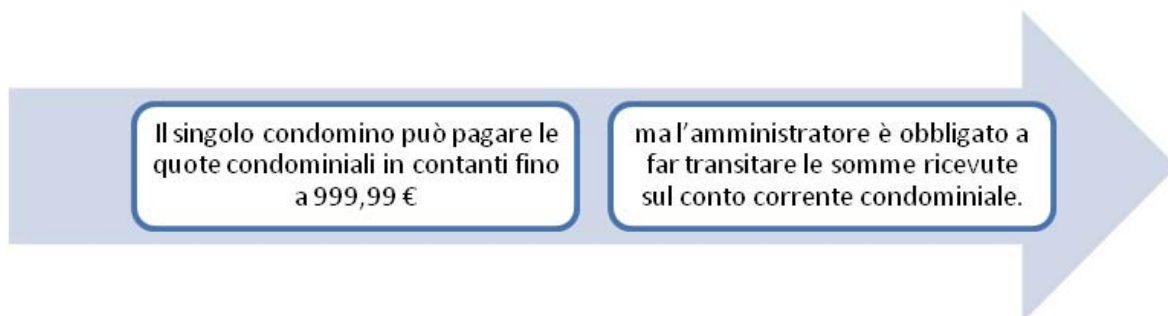 Il singolo condomino può pagare le
quote condominiali in contanti fino
a 999,99 €
ma l'amministratore è obbligato a
far transitare le somme ricevute
sul conto corrente condominiale.